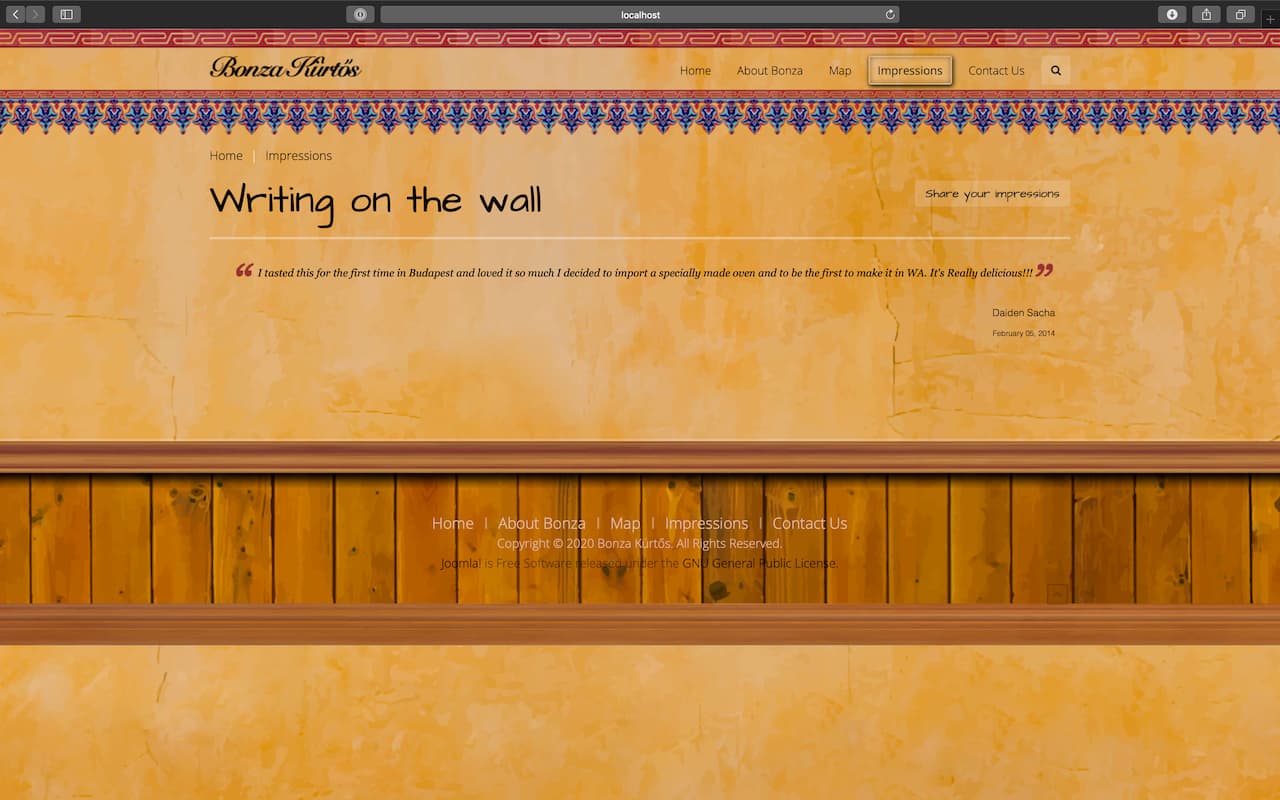 localhost
Bonza Kürtős
Home About Bonza Map Impressions Contact Us
Home | Impressions
Writing on the wall
Share your impressions
“ I tasted this for the first time in Budapest and loved it so much I decided to import a specially made oven and to be the first to make it in WA. It's Really delicious!!! ”
Daiden Sacha
February 05, 2014
Home | About Bonza | Map | Impressions | Contact Us
Copyright © 2020 Bonza Kürtős. All Rights Reserved.
Joomla! is Free Software released under the GNU General Public License.